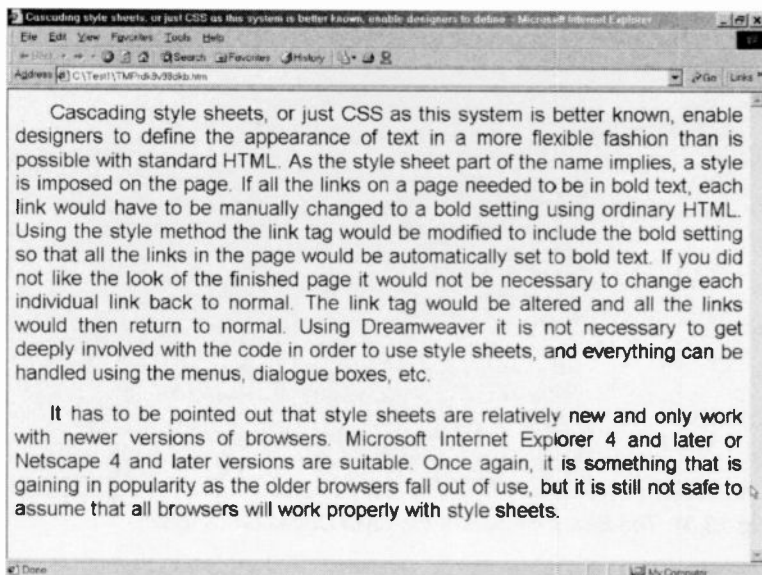 Cascading style sheets, or just CSS as this system is better known, enable designers to define - Microsoft Internet Explorer
File Edit View Favorites Tools Help
Search Favorites History
Address C:\Test1\ Go Links
Cascading style sheets, or just CSS as this system is better known, enable
designers to define the appearance of text in a more flexible fashion than is
possible with standard HTML. As the style sheet part of the name implies, a style
is imposed on the page. If all the links on a page needed to be in bold text, each
link would have to be manually changed to a bold setting using ordinary HTML.
Using the style method the link tag would be modified to include the bold setting
so that all the links in the page would be automatically set to bold text. If you did
not like the look of the finished page it would not be necessary to change each
individual link back to normal. The link tag would be altered and all the links
would then return to normal. Using Dreamweaver it is not necessary to get
deeply involved with the code in order to use style sheets, and everything can be
handled using the menus, dialogue boxes, etc.
It has to be pointed out that style sheets are relatively new and only work
with newer versions of browsers. Microsoft Internet Explorer 4 and later or
Netscape 4 and later versions are suitable. Once again, it is something that is
gaining in popularity as the older browsers fall out of use, but it is still not safe to
assume that all browsers will work properly with style sheets.
Done My Computer